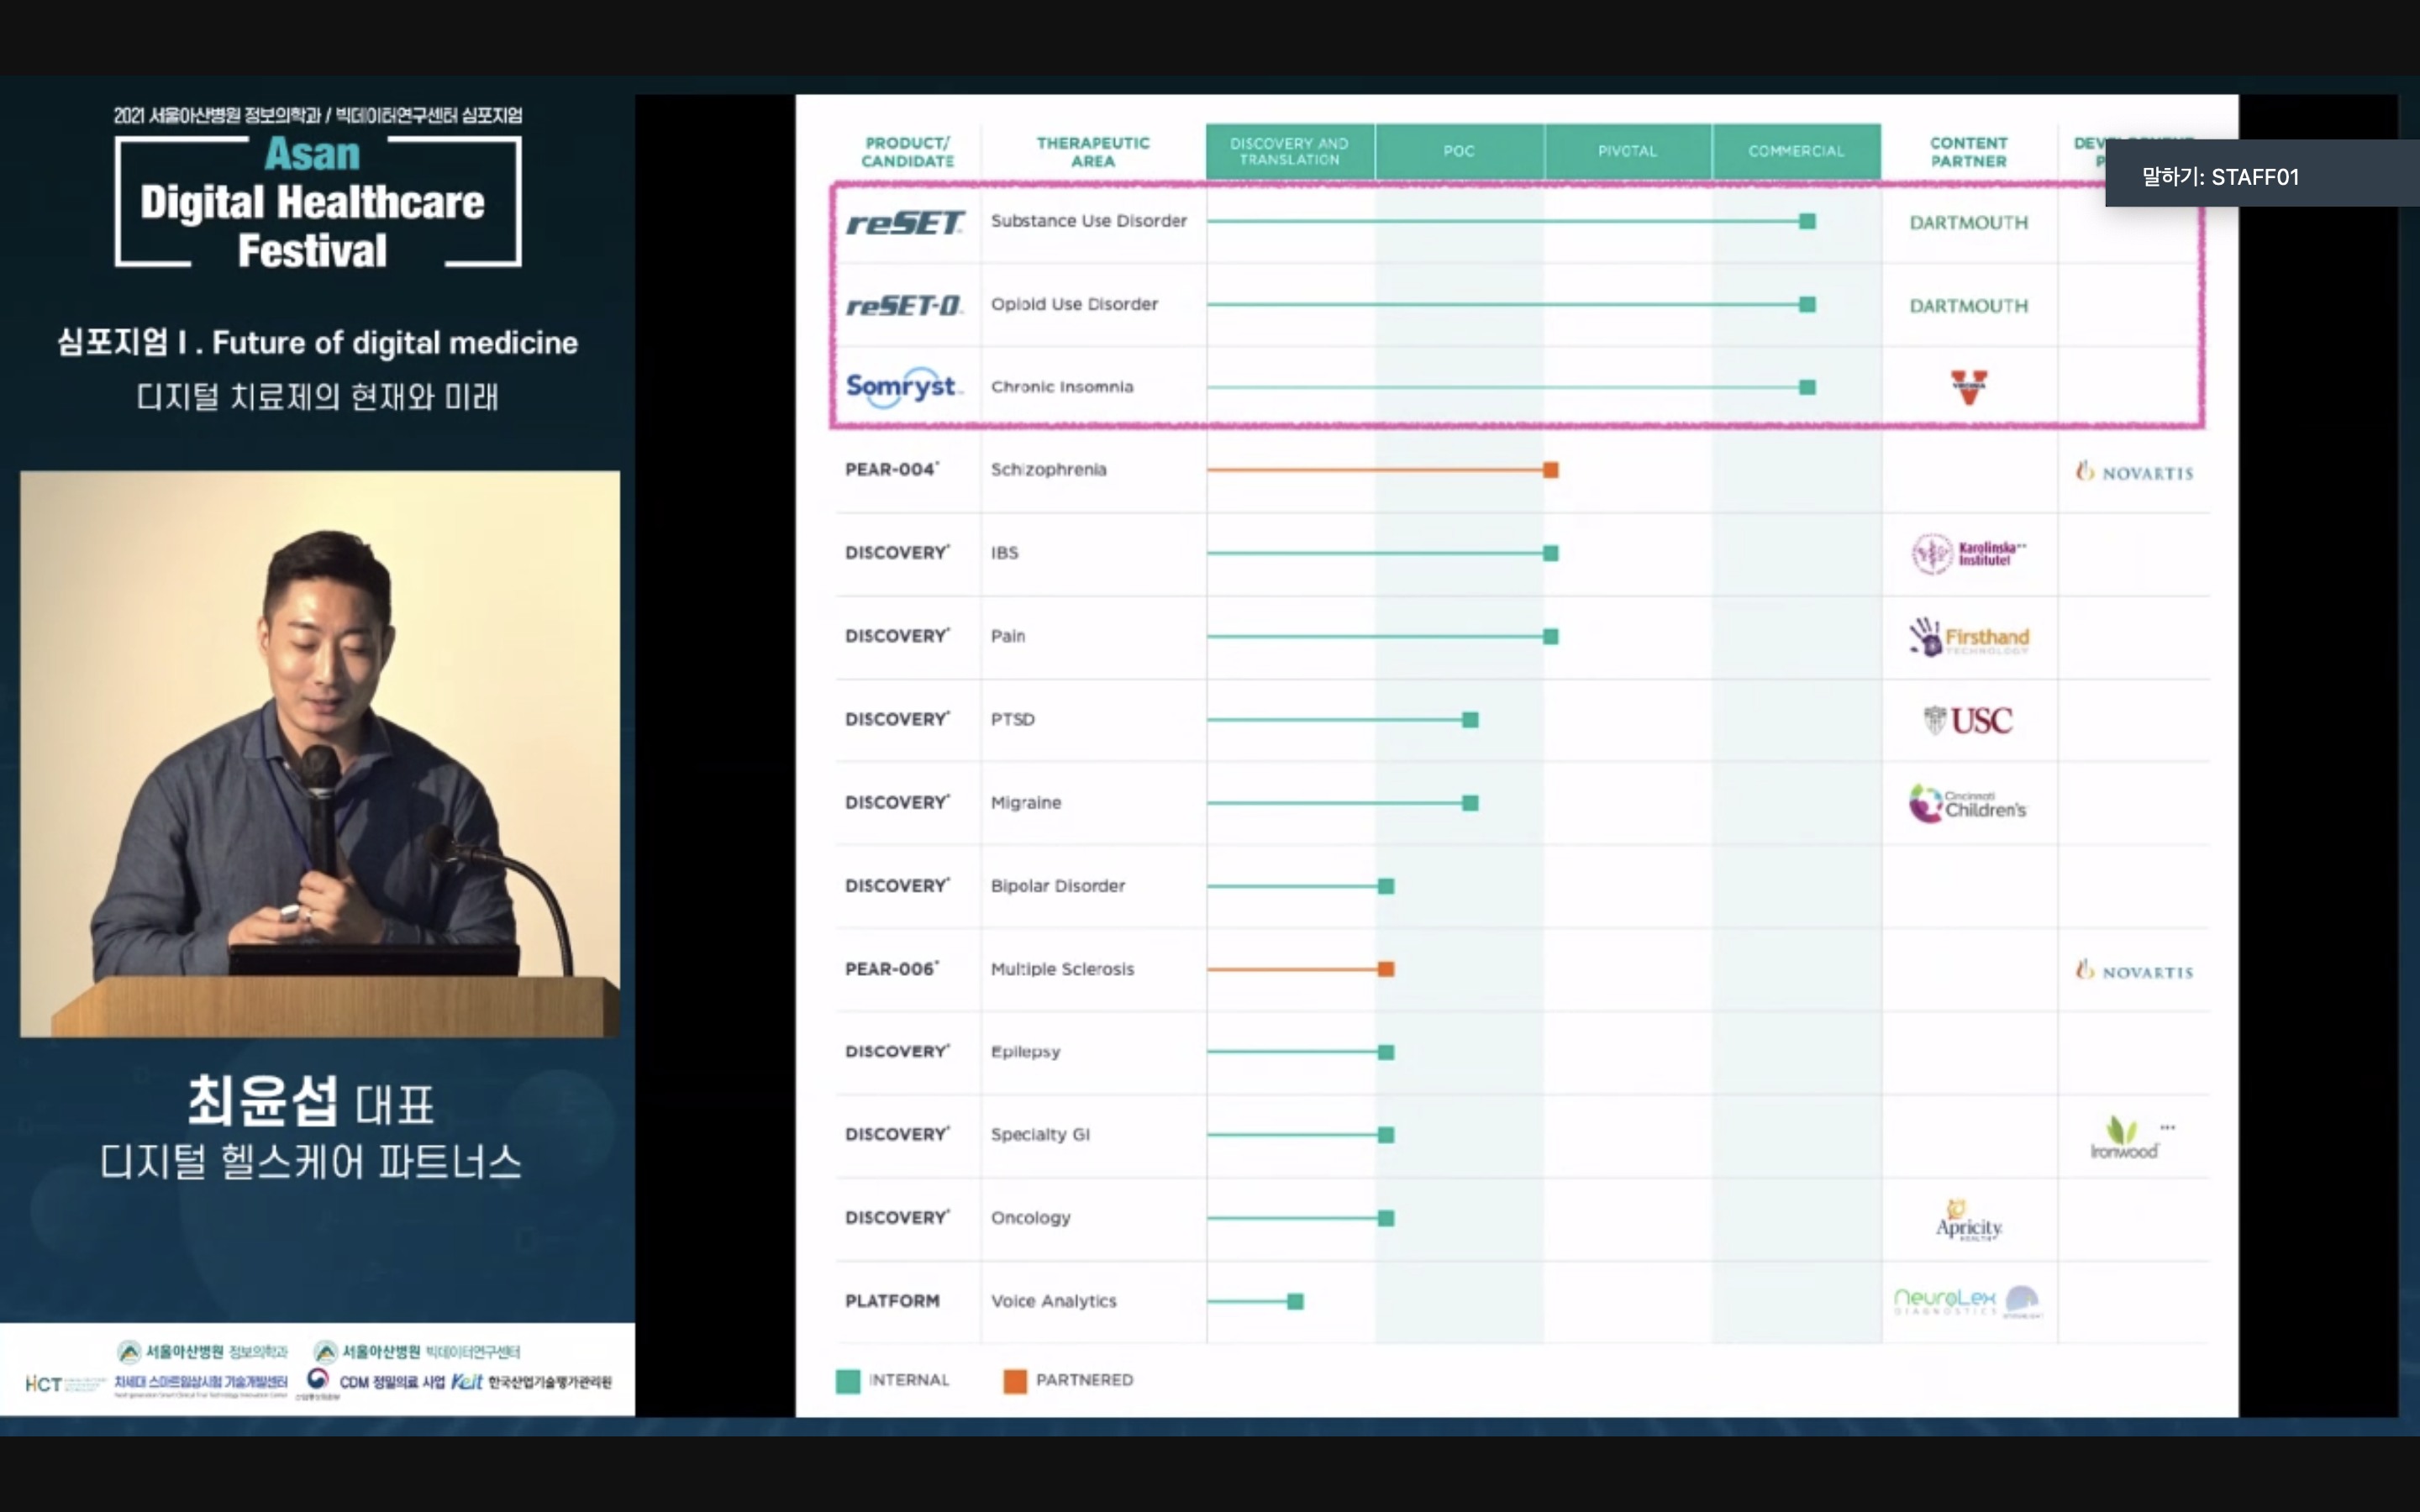 2021 서울아산병원 정보의학과 / 빅데이터연구센터 심포지엄
Asan
Digital Healthcare
Festival
심포지엄 I . Future of digital medicine
디지털 치료제의 현재와 미래
최윤섭 대표
디지털 헬스케어 파트너스
서울아산병원 정보의학과 서울아산병원 빅데이터연구센터
HCT 차세대 스마트임상시험 기술개발센터 CDM 정밀의료 사업 Keit 한국산업기술평가관리원
말하기: STAFF01
PRODUCT/ CANDIDATE THERAPEUTIC AREA DISCOVERY AND TRANSLATION POC PIVOTAL COMMERCIAL CONTENT PARTNER
reSET Substance Use Disorder DARTMOUTH
reSET-O Opioid Use Disorder DARTMOUTH
Somryst Chronic Insomnia VIRGINIA
PEAR-004* Schizophrenia NOVARTIS
DISCOVERY* IBS Karolinska** Institutet
DISCOVERY* Pain Firsthand TECHNOLOGY
DISCOVERY* PTSD USC
DISCOVERY* Migraine Cincinnati Children's
DISCOVERY* Bipolar Disorder
PEAR-006* Multiple Sclerosis NOVARTIS
DISCOVERY* Epilepsy
DISCOVERY* Specialty GI Ironwood ***
DISCOVERY* Oncology Apricity HEALTH
PLATFORM Voice Analytics NeuroLex DIAGNOSTICS
INTERNAL PARTNERED